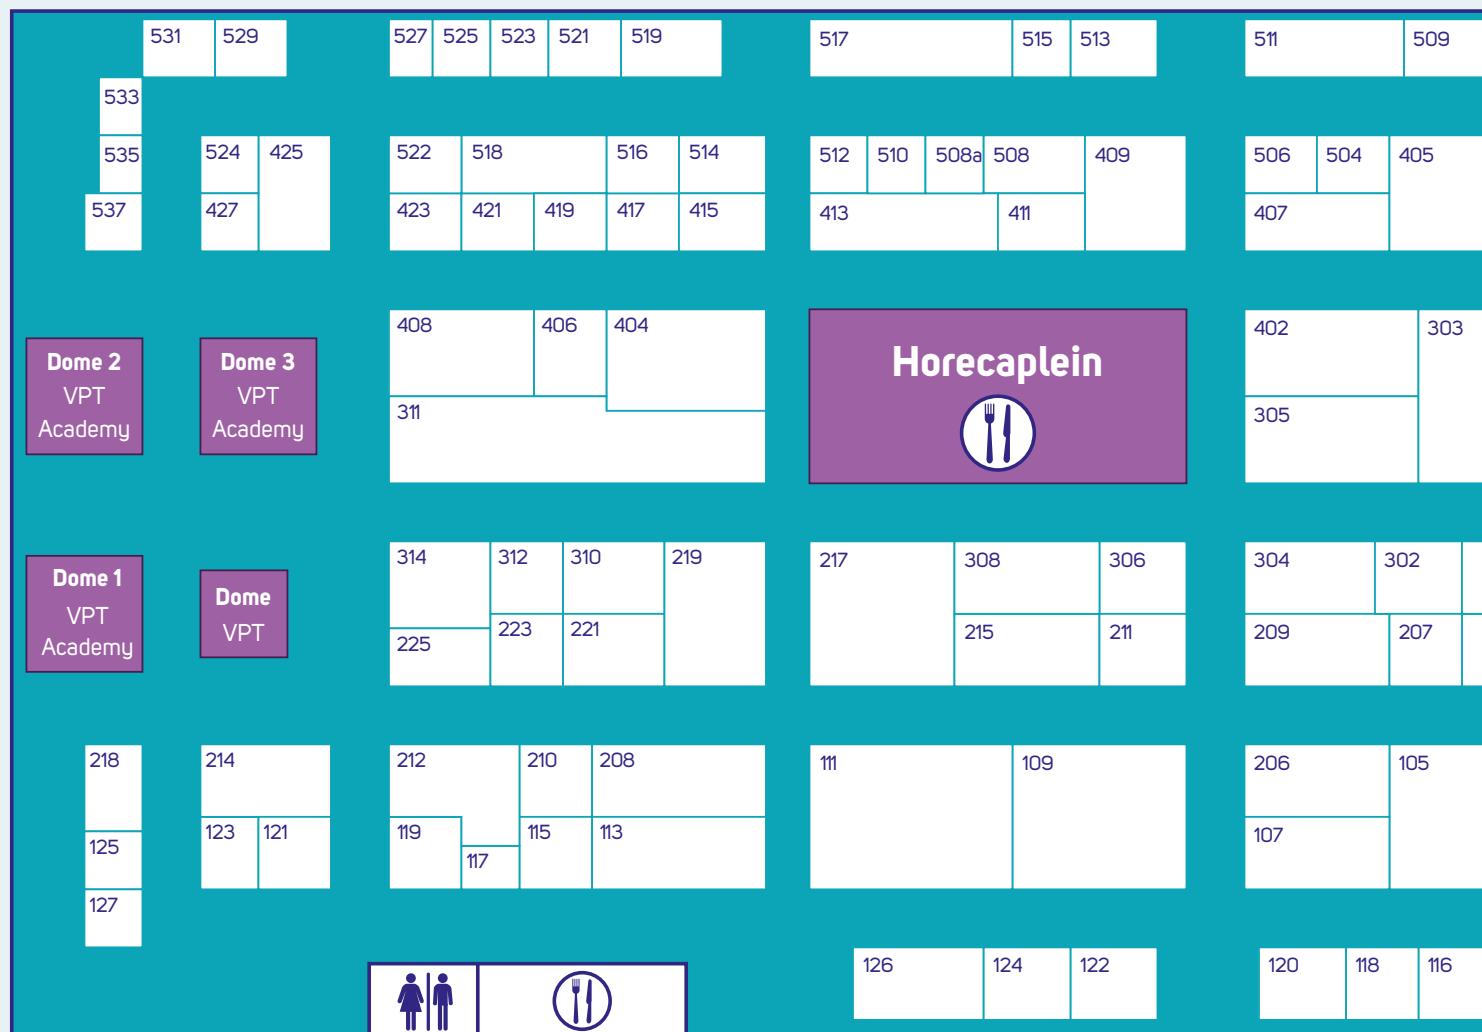 531 529 527 525 523 521 519 517 515 513 511 509
533
535 524 425 522 518 516 514 512 510 508a 508 409 506 504 405
537 427 423 421 419 417 415 413 411 407
408 406 404 402 303
Horecaplein
Dome 2
VPT
Academy
Dome 3
VPT
Academy
311 305
314 312 310 219 217 308 306 304 302
Dome 1
VPT
Academy
Dome
VPT
225 223 221 215 211 209 207
218 214 212 210 208 111 109 206 105
125 123 121 119 117 115 113 107
127
126 124 122 120 118 116